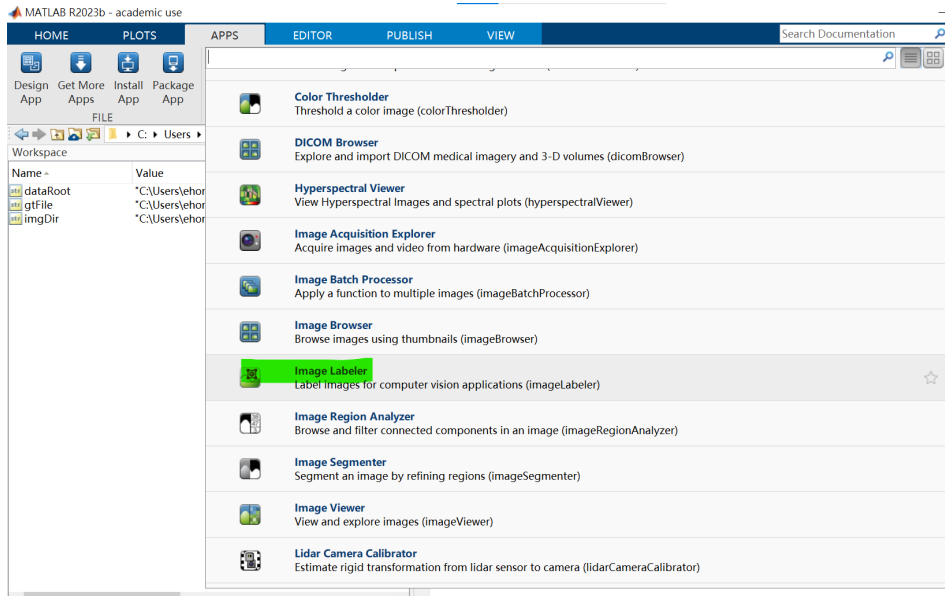 MATLAB R2023b - academic use
HOME PLOTS APPS EDITOR PUBLISH VIEW Search Documentation
Design App
Get More Apps
Install App
Package App
FILE
C: Users
Workspace
Name Value
dataRoot "C:\Users\ehor
gtFile "C:\Users\ehor
imgDir "C:\Users\ehor
Color Thresholder
Threshold a color image (colorThresholder)
DICOM Browser
Explore and import DICOM medical imagery and 3-D volumes (dicomBrowser)
Hyperspectral Viewer
View Hyperspectral Images and spectral plots (hyperspectralViewer)
Image Acquisition Explorer
Acquire images and video from hardware (imageAcquisitionExplorer)
Image Batch Processor
Apply a function to multiple images (imageBatchProcessor)
Image Browser
Browse images using thumbnails (imageBrowser)
Image Labeler
Label images for computer vision applications (imageLabeler)
Image Region Analyzer
Browse and filter connected components in an image (imageRegionAnalyzer)
Image Segmenter
Segment an image by refining regions (imageSegmenter)
Image Viewer
View and explore images (imageViewer)
Lidar Camera Calibrator
Estimate rigid transformation from lidar sensor to camera (lidarCameraCalibrator)